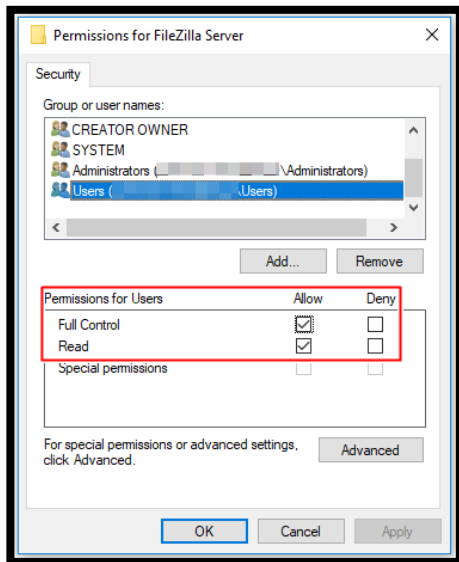 Permissions for FileZilla Server
Security
Group or user names:
CREATOR OWNER
SYSTEM
Administrators ( \Administrators)
Users ( \Users)
Add... Remove
Permissions for Users Allow Deny
Full Control
Read
Special permissions
For special permissions or advanced settings,
click Advanced.
Advanced
OK Cancel Apply